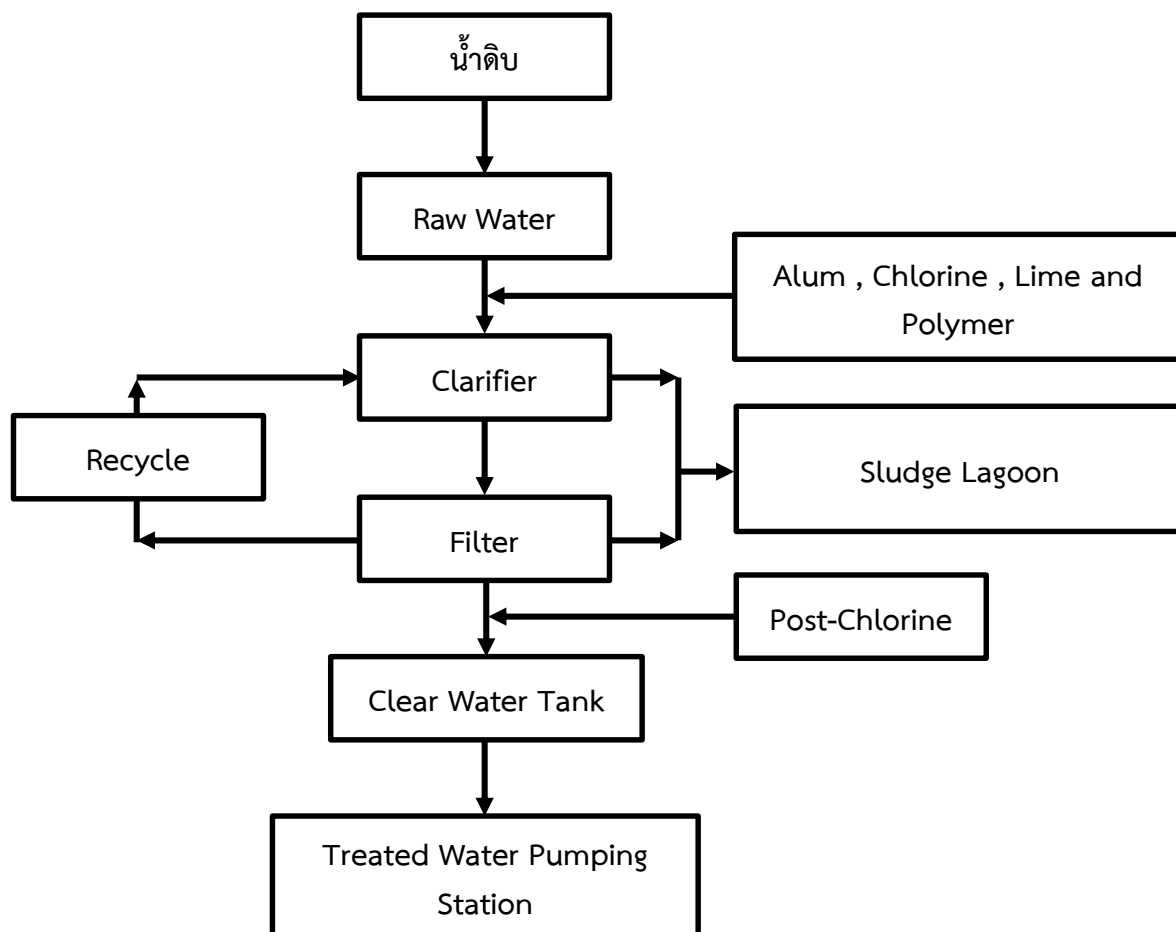 น้ำดิบ
Raw Water
Alum , Chlorine , Lime and
Polymer
Clarifier
Recycle
Sludge Lagoon
Filter
Post-Chlorine
Clear Water Tank
Treated Water Pumping
Station